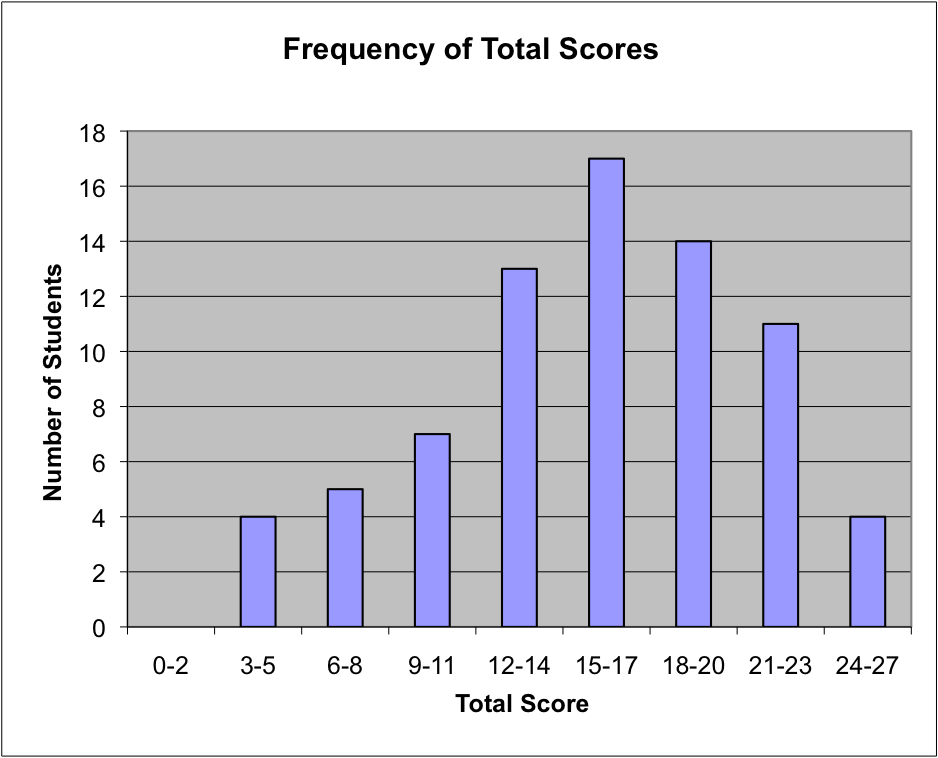 Frequency of Total Scores
18
16
14
12
10
8
6
4
2
0
Number of Students
0-2 3-5 6-8 9-11 12-14 15-17 18-20 21-23 24-27
Total Score